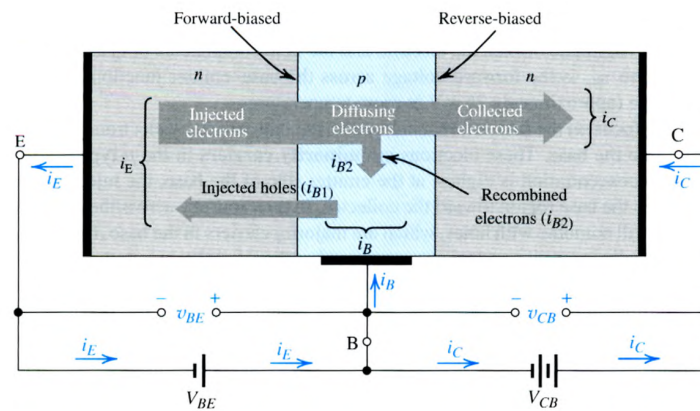 Forward-biased
Reverse-biased
n
p
n
Injected electrons
Diffusing electrons
Collected electrons
i_C
E
C
i_E
i_E
i_B2
i_C
Injected holes (i_B1)
Recombined electrons (i_B2)
i_B
i_B
− v_BE +
− v_CB +
B
i_E
i_E
i_C
i_C
V_BE
V_CB